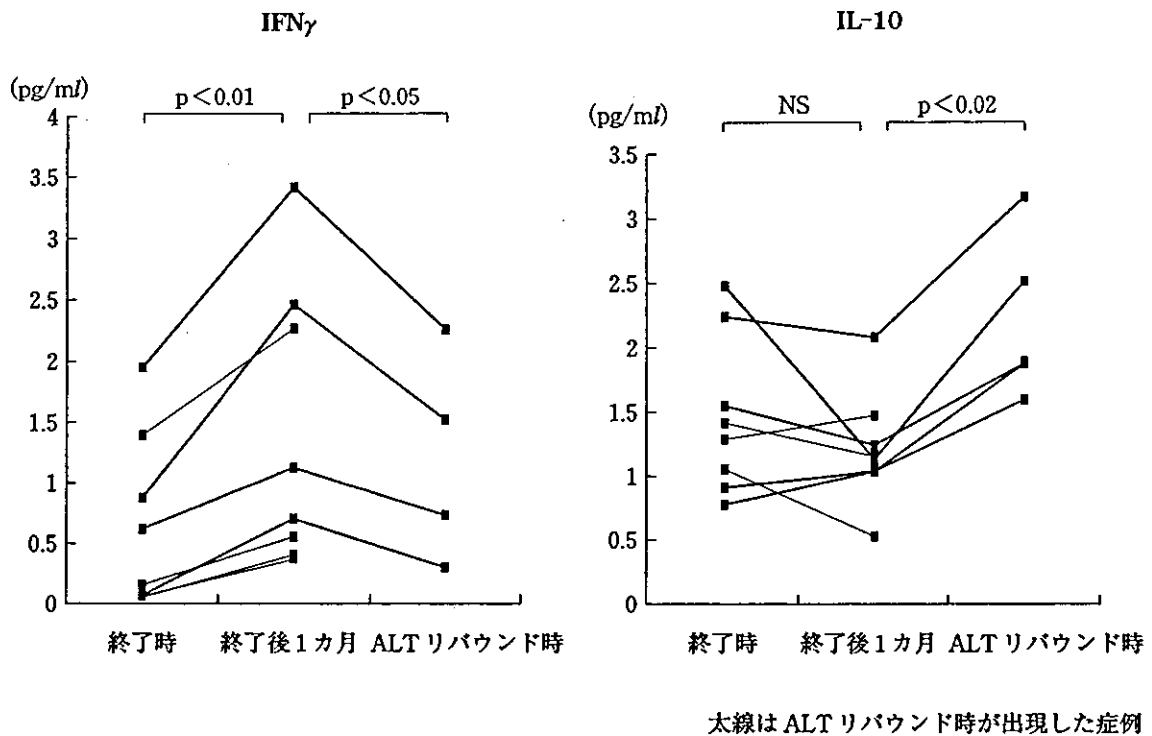 IFNγ
(pg/ml)
p<0.01
p<0.05
4
3.5
3
2.5
2
1.5
1
0.5
0
終了時
終了後1カ月
ALTリバウンド時
IL-10
(pg/ml)
NS
p<0.02
3.5
3
2.5
2
1.5
1
0.5
0
終了時
終了後1カ月
ALTリバウンド時
太線はALTリバウンド時が出現した症例